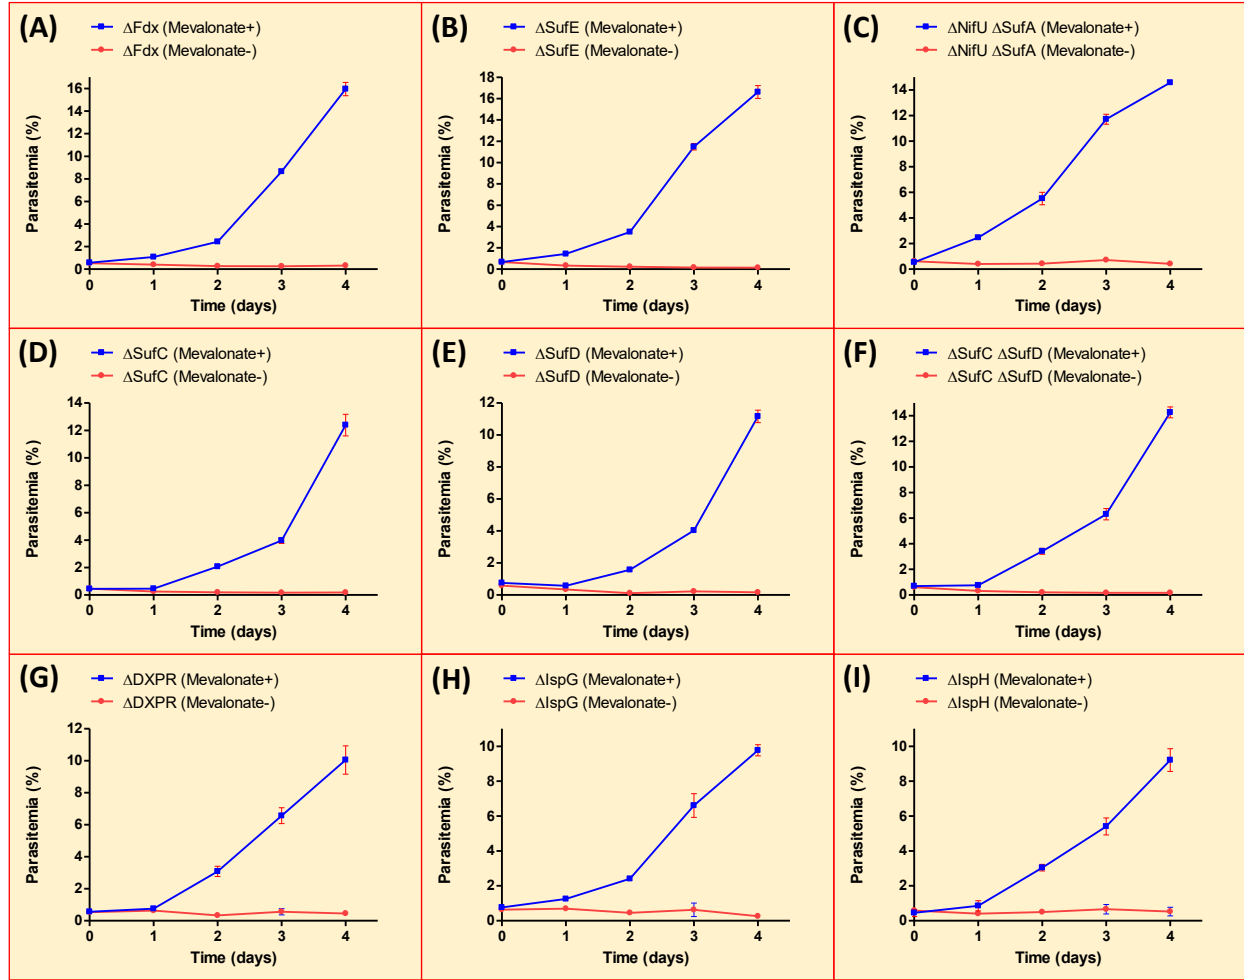 (A)
ΔFdx (Mevalonate+)
ΔFdx (Mevalonate-)
Parasitemia (%)
16
14
12
10
8
6
4
2
0
0 1 2 3 4
Time (days)
(B)
ΔSufE (Mevalonate+)
ΔSufE (Mevalonate-)
Parasitemia (%)
18
16
14
12
10
8
6
4
2
0
0 1 2 3 4
Time (days)
(C)
ΔNifU ΔSufA (Mevalonate+)
ΔNifU ΔSufA (Mevalonate-)
Parasitemia (%)
14
12
10
8
6
4
2
0
0 1 2 3 4
Time (days)
(D)
ΔSufC (Mevalonate+)
ΔSufC (Mevalonate-)
Parasitemia (%)
14
12
10
8
6
4
2
0
0 1 2 3 4
Time (days)
(E)
ΔSufD (Mevalonate+)
ΔSufD (Mevalonate-)
Parasitemia (%)
12
10
8
6
4
2
0
0 1 2 3 4
Time (days)
(F)
ΔSufC ΔSufD (Mevalonate+)
ΔSufC ΔSufD (Mevalonate-)
Parasitemia (%)
14
12
10
8
6
4
2
0
0 1 2 3 4
Time (days)
(G)
ΔDXPR (Mevalonate+)
ΔDXPR (Mevalonate-)
Parasitemia (%)
12
10
8
6
4
2
0
0 1 2 3 4
Time (days)
(H)
ΔIspG (Mevalonate+)
ΔIspG (Mevalonate-)
Parasitemia (%)
10
8
6
4
2
0
0 1 2 3 4
Time (days)
(I)
ΔIspH (Mevalonate+)
ΔIspH (Mevalonate-)
Parasitemia (%)
10
8
6
4
2
0
0 1 2 3 4
Time (days)